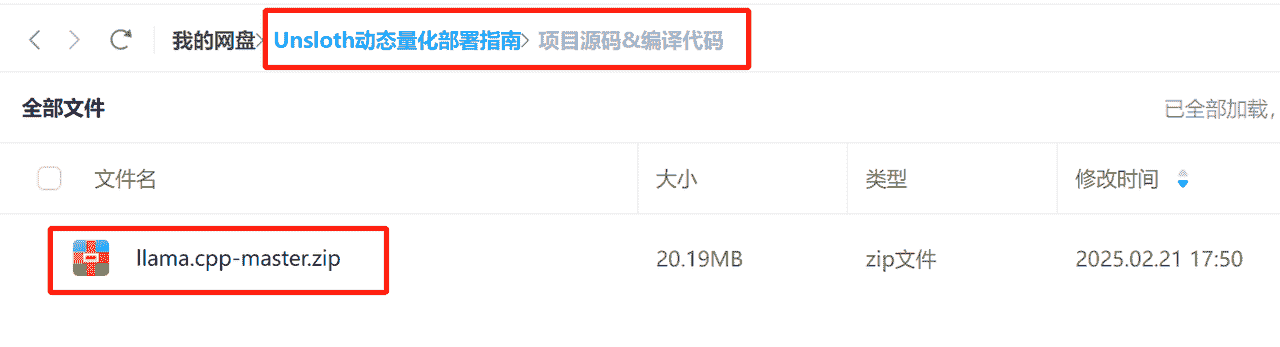 我的网盘> Unsloth动态量化部署指南> 项目源码&编译代码
全部文件 已全部加载，
文件名 大小 类型 修改时间
llama.cpp-master.zip 20.19MB zip文件 2025.02.21 17:50